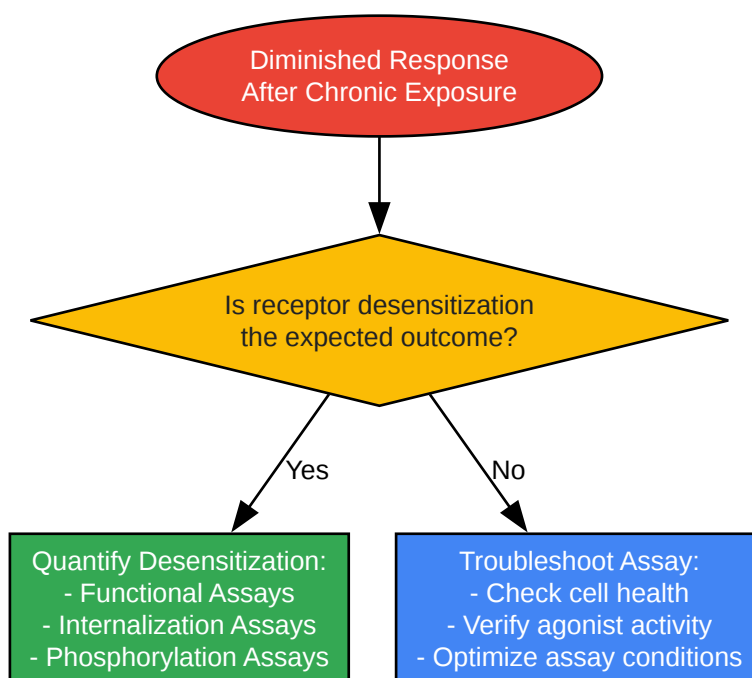 Diminished Response
After Chronic Exposure
Is receptor desensitization
the expected outcome?
Yes
No
Quantify Desensitization:
- Functional Assays
- Internalization Assays
- Phosphorylation Assays
Troubleshoot Assay:
- Check cell health
- Verify agonist activity
- Optimize assay conditions